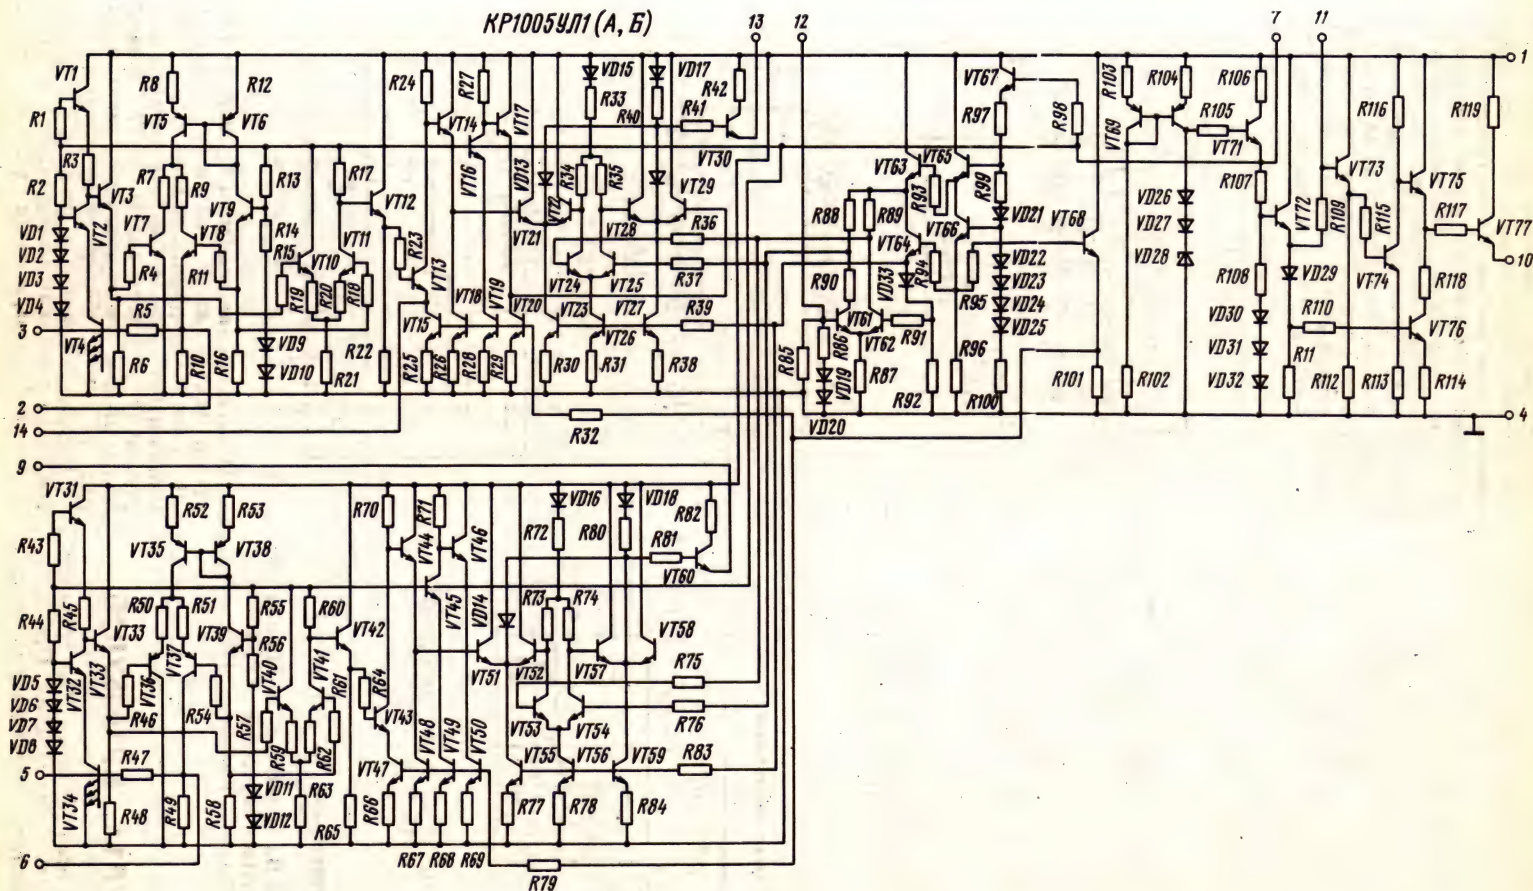 КР1005УЛ1 (А, Б)
13
12
7
11
1
VT1
R8
R12
R24
R27
VD15
VD17
R42
VT67
R103
R104
R106
R116
R119
R33
R41
R40
R97
R98
R105
R1
VT5
VT6
VT14
VT17
VT30
VT69
VT71
R3
VT16
VD13
R34
R35
VT63
VT65
VT73
R2
VT3
R7
R9
R13
R17
VT12
VT22
VT29
R93
R99
VD26
R107
VT75
VT7
VT9
R88
R89
VD21
VT68
VT72
R109
R115
R117
VT77
VD1
VT2
VT8
R14
VT11
R23
VT21
VT28
R36
VT66
VD27
VD2
R15
VT10
VT13
VT64
VD22
VD28
VT74
10
VD3
R4
R11
R19
R20
R18
VT24
VT25
R37
R90
VD33
R94
VD23
R108
VD29
R118
VD4
R5
VT18
VT19
VT20
VT23
VT27
R39
R95
VD24
VD30
R110
3
VT15
VT26
VT61
R91
VD25
VT76
VT4
R6
R10
R16
VD9
R22
R85
R86
VT62
VD31
R11
VD10
R21
R25
R26
R28
R29
R30
R31
R38
VD19
R87
R92
R96
R100
R101
R102
VD32
R112
R113
R114
2
VD20
4
14
R32
9
VT31
R52
R53
R70
R71
VD16
VD18
R82
R72
R80
R81
R43
VT35
VT38
VT44
VT46
VT60
R44
R45
R50
R51
R55
R60
VT45
VD14
R73
R74
VT33
VT39
VT42
VT58
R56
VT33
VT37
VT40
VT41
R64
VT51
VT52
VT57
R75
VD5
VT32
VT36
R61
VD6
R46
R54
VT43
R76
VD7
R57
R59
R62
VT48
VT49
VT50
VT53
VT54
VD8
R47
VT47
VT55
VT56
VT59
R83
5
VD11
R63
VT34
R48
R49
R58
VD12
R65
R66
R77
R78
R84
6
R67
R68
R69
R79